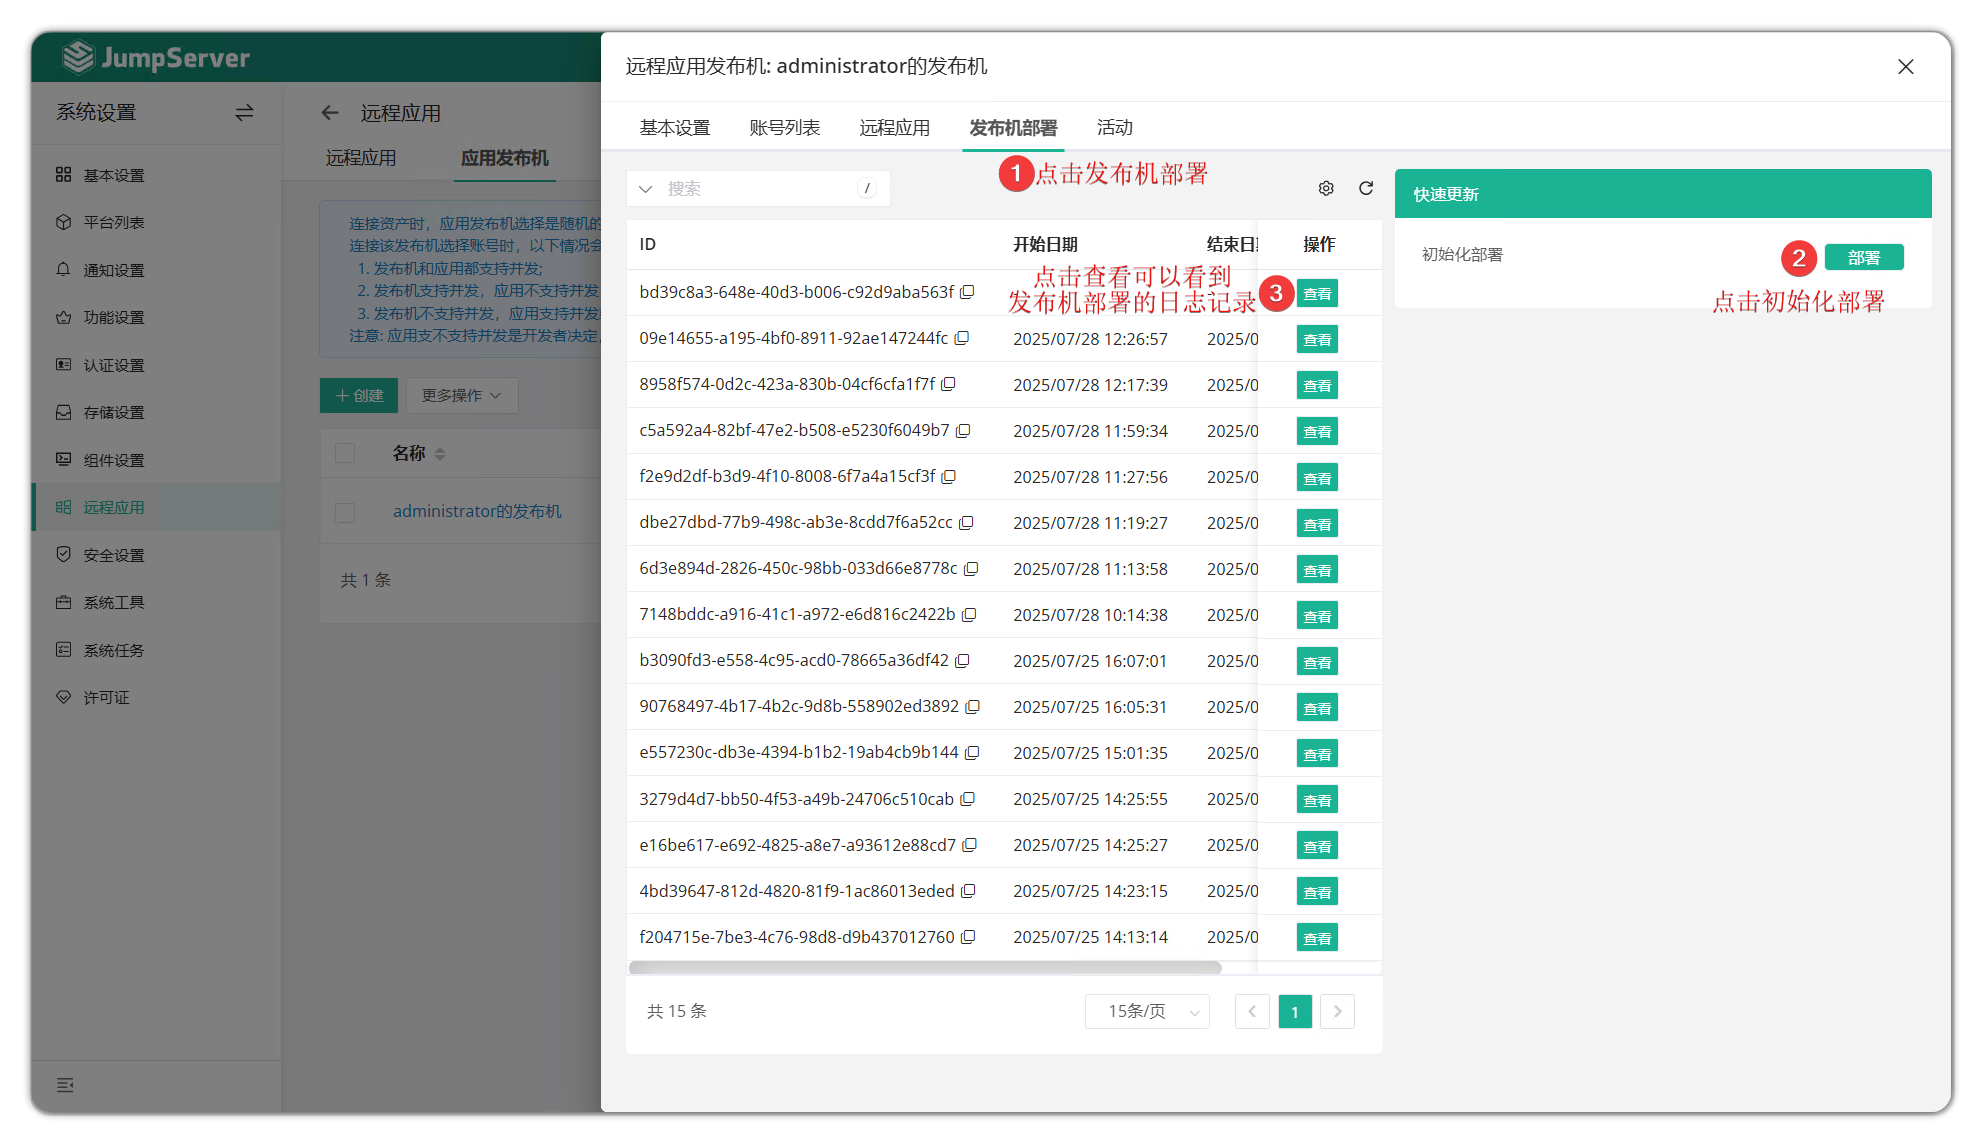 JumpServer
系统设置
基本设置
平台列表
通知设置
功能设置
认证设置
存储设置
组件设置
远程应用
安全设置
系统工具
系统任务
许可证
远程应用
远程应用
应用发布机
连接资产时，应用发布机选择是随机的
连接该发布机选择账号时，以下情况会
1. 发布机和应用都支持并发;
2. 发布机支持并发，应用不支持并发
3. 发布机不支持并发，应用支持并发
注意: 应用支不支持并发是开发者决定，
创建
更多操作
名称
administrator的发布机
共 1 条
远程应用发布机: administrator的发布机
基本设置
账号列表
远程应用
发布机部署
活动
1 点击发布机部署
搜索 /
ID 开始日期 结束日 操作
点击查看可以看到
发布机部署的日志记录 3
bd39c8a3-648e-40d3-b006-c92d9aba563f 查看
09e14655-a195-4bf0-8911-92ae147244fc 2025/07/28 12:26:57 2025/0 查看
8958f574-0d2c-423a-830b-04cf6cfa1f7f 2025/07/28 12:17:39 2025/0 查看
c5a592a4-82bf-47e2-b508-e5230f6049b7 2025/07/28 11:59:34 2025/0 查看
f2e9d2df-b3d9-4f10-8008-6f7a4a15cf3f 2025/07/28 11:27:56 2025/0 查看
dbe27dbd-77b9-498c-ab3e-8cdd7f6a52cc 2025/07/28 11:19:27 2025/0 查看
6d3e894d-2826-450c-98bb-033d66e8778c 2025/07/28 11:13:58 2025/0 查看
7148bddc-a916-41c1-a972-e6d816c2422b 2025/07/28 10:14:38 2025/0 查看
b3090fd3-e558-4c95-acd0-78665a36df42 2025/07/25 16:07:01 2025/0 查看
90768497-4b17-4b2c-9d8b-558902ed3892 2025/07/25 16:05:31 2025/0 查看
e557230c-db3e-4394-b1b2-19ab4cb9b144 2025/07/25 15:01:35 2025/0 查看
3279d4d7-bb50-4f53-a49b-24706c510cab 2025/07/25 14:25:55 2025/0 查看
e16be617-e692-4825-a8e7-a93612e88cd7 2025/07/25 14:25:27 2025/0 查看
4bd39647-812d-4820-81f9-1ac86013eded 2025/07/25 14:23:15 2025/0 查看
f204715e-7be3-4c76-98d8-d9b437012760 2025/07/25 14:13:14 2025/0 查看
共 15 条
15条/页
1
快速更新
初始化部署
2
部署
点击初始化部署